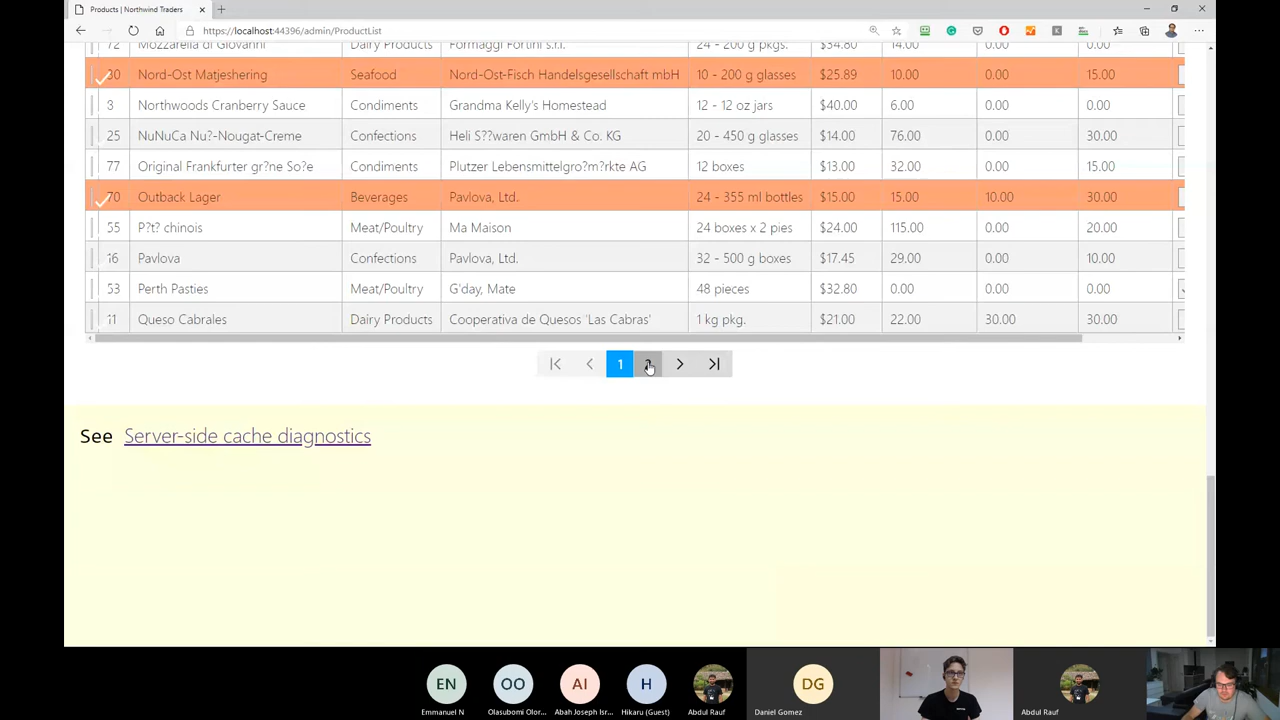 Products | Northwind Traders
https://localhost:44396/admin/ProductList
72 Mozzarella di Giovanni Dairy Products Formaggi Fortini s.r.l. 24 - 200 g pkgs. $34.80 14.00 0.00 0.00
30 Nord-Ost Matjeshering Seafood Nord-Ost-Fisch Handelsgesellschaft mbH 10 - 200 g glasses $25.89 10.00 0.00 15.00
3 Northwoods Cranberry Sauce Condiments Grandma Kelly's Homestead 12 - 12 oz jars $40.00 6.00 0.00 0.00
25 NuNuCa Nu?-Nougat-Creme Confections Heli S??waren GmbH & Co. KG 20 - 450 g glasses $14.00 76.00 0.00 30.00
77 Original Frankfurter gr?ne So?e Condiments Plutzer Lebensmittelgro?m?rkte AG 12 boxes $13.00 32.00 0.00 15.00
70 Outback Lager Beverages Pavlova, Ltd. 24 - 355 ml bottles $15.00 15.00 10.00 30.00
55 P?t? chinois Meat/Poultry Ma Maison 24 boxes x 2 pies $24.00 115.00 0.00 20.00
16 Pavlova Confections Pavlova, Ltd. 32 - 500 g boxes $17.45 29.00 0.00 10.00
53 Perth Pasties Meat/Poultry G'day, Mate 48 pieces $32.80 0.00 0.00 0.00
11 Queso Cabrales Dairy Products Cooperativa de Quesos 'Las Cabras' 1 kg pkg. $21.00 22.00 30.00 30.00
1 2
See Server-side cache diagnostics
EN OO AI H DG
Emmanuel N Olasubomi Olor... Abah Joseph Isr... Hikaru (Guest) Abdul Rauf Daniel Gomez Abdul Rauf